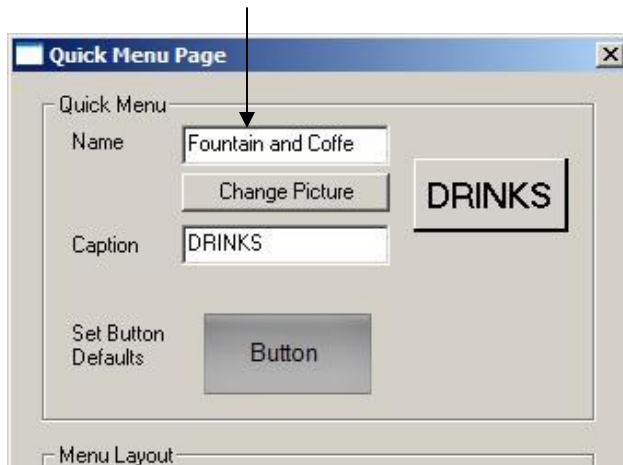 Quick Menu Page
Quick Menu
Name
Fountain and Coffe
Change Picture
DRINKS
Caption
DRINKS
Set Button
Defaults
Button
Menu Layout